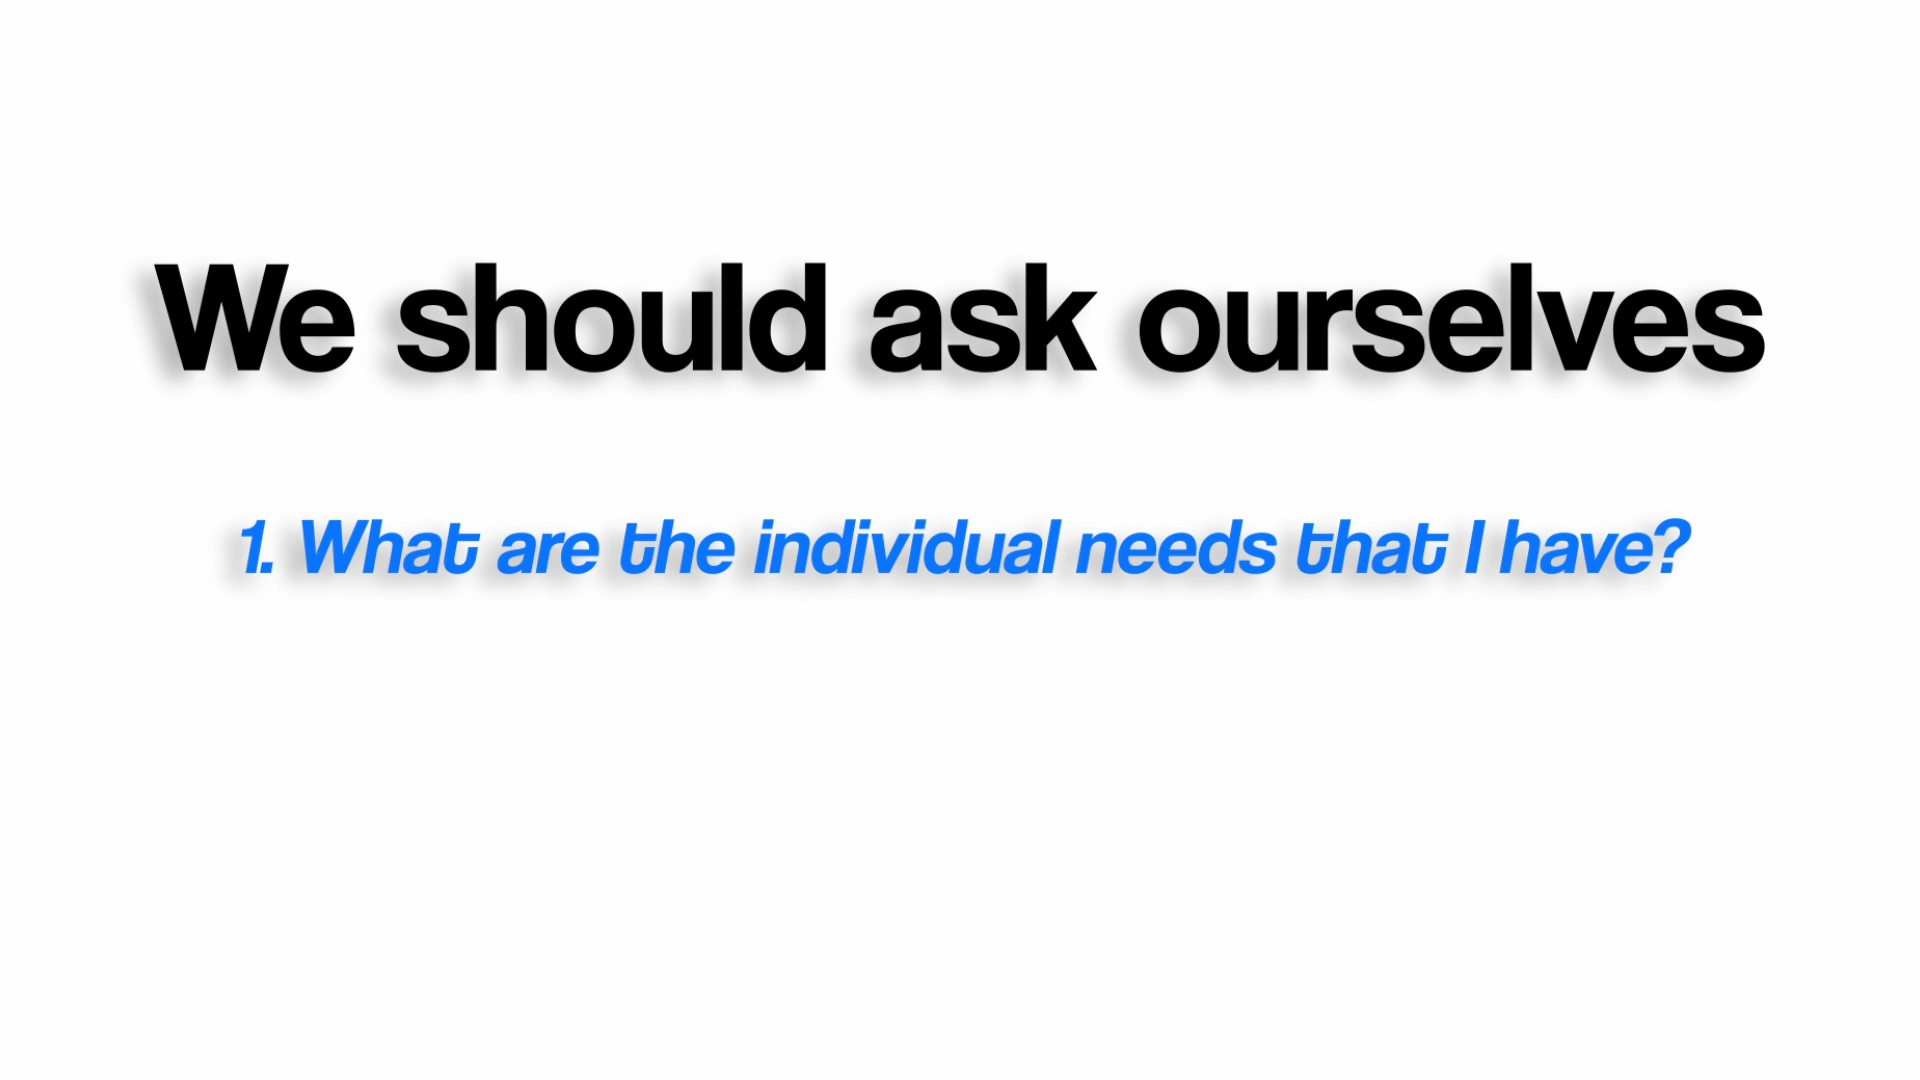 We should ask ourselves
1. What are the individual needs that I have?